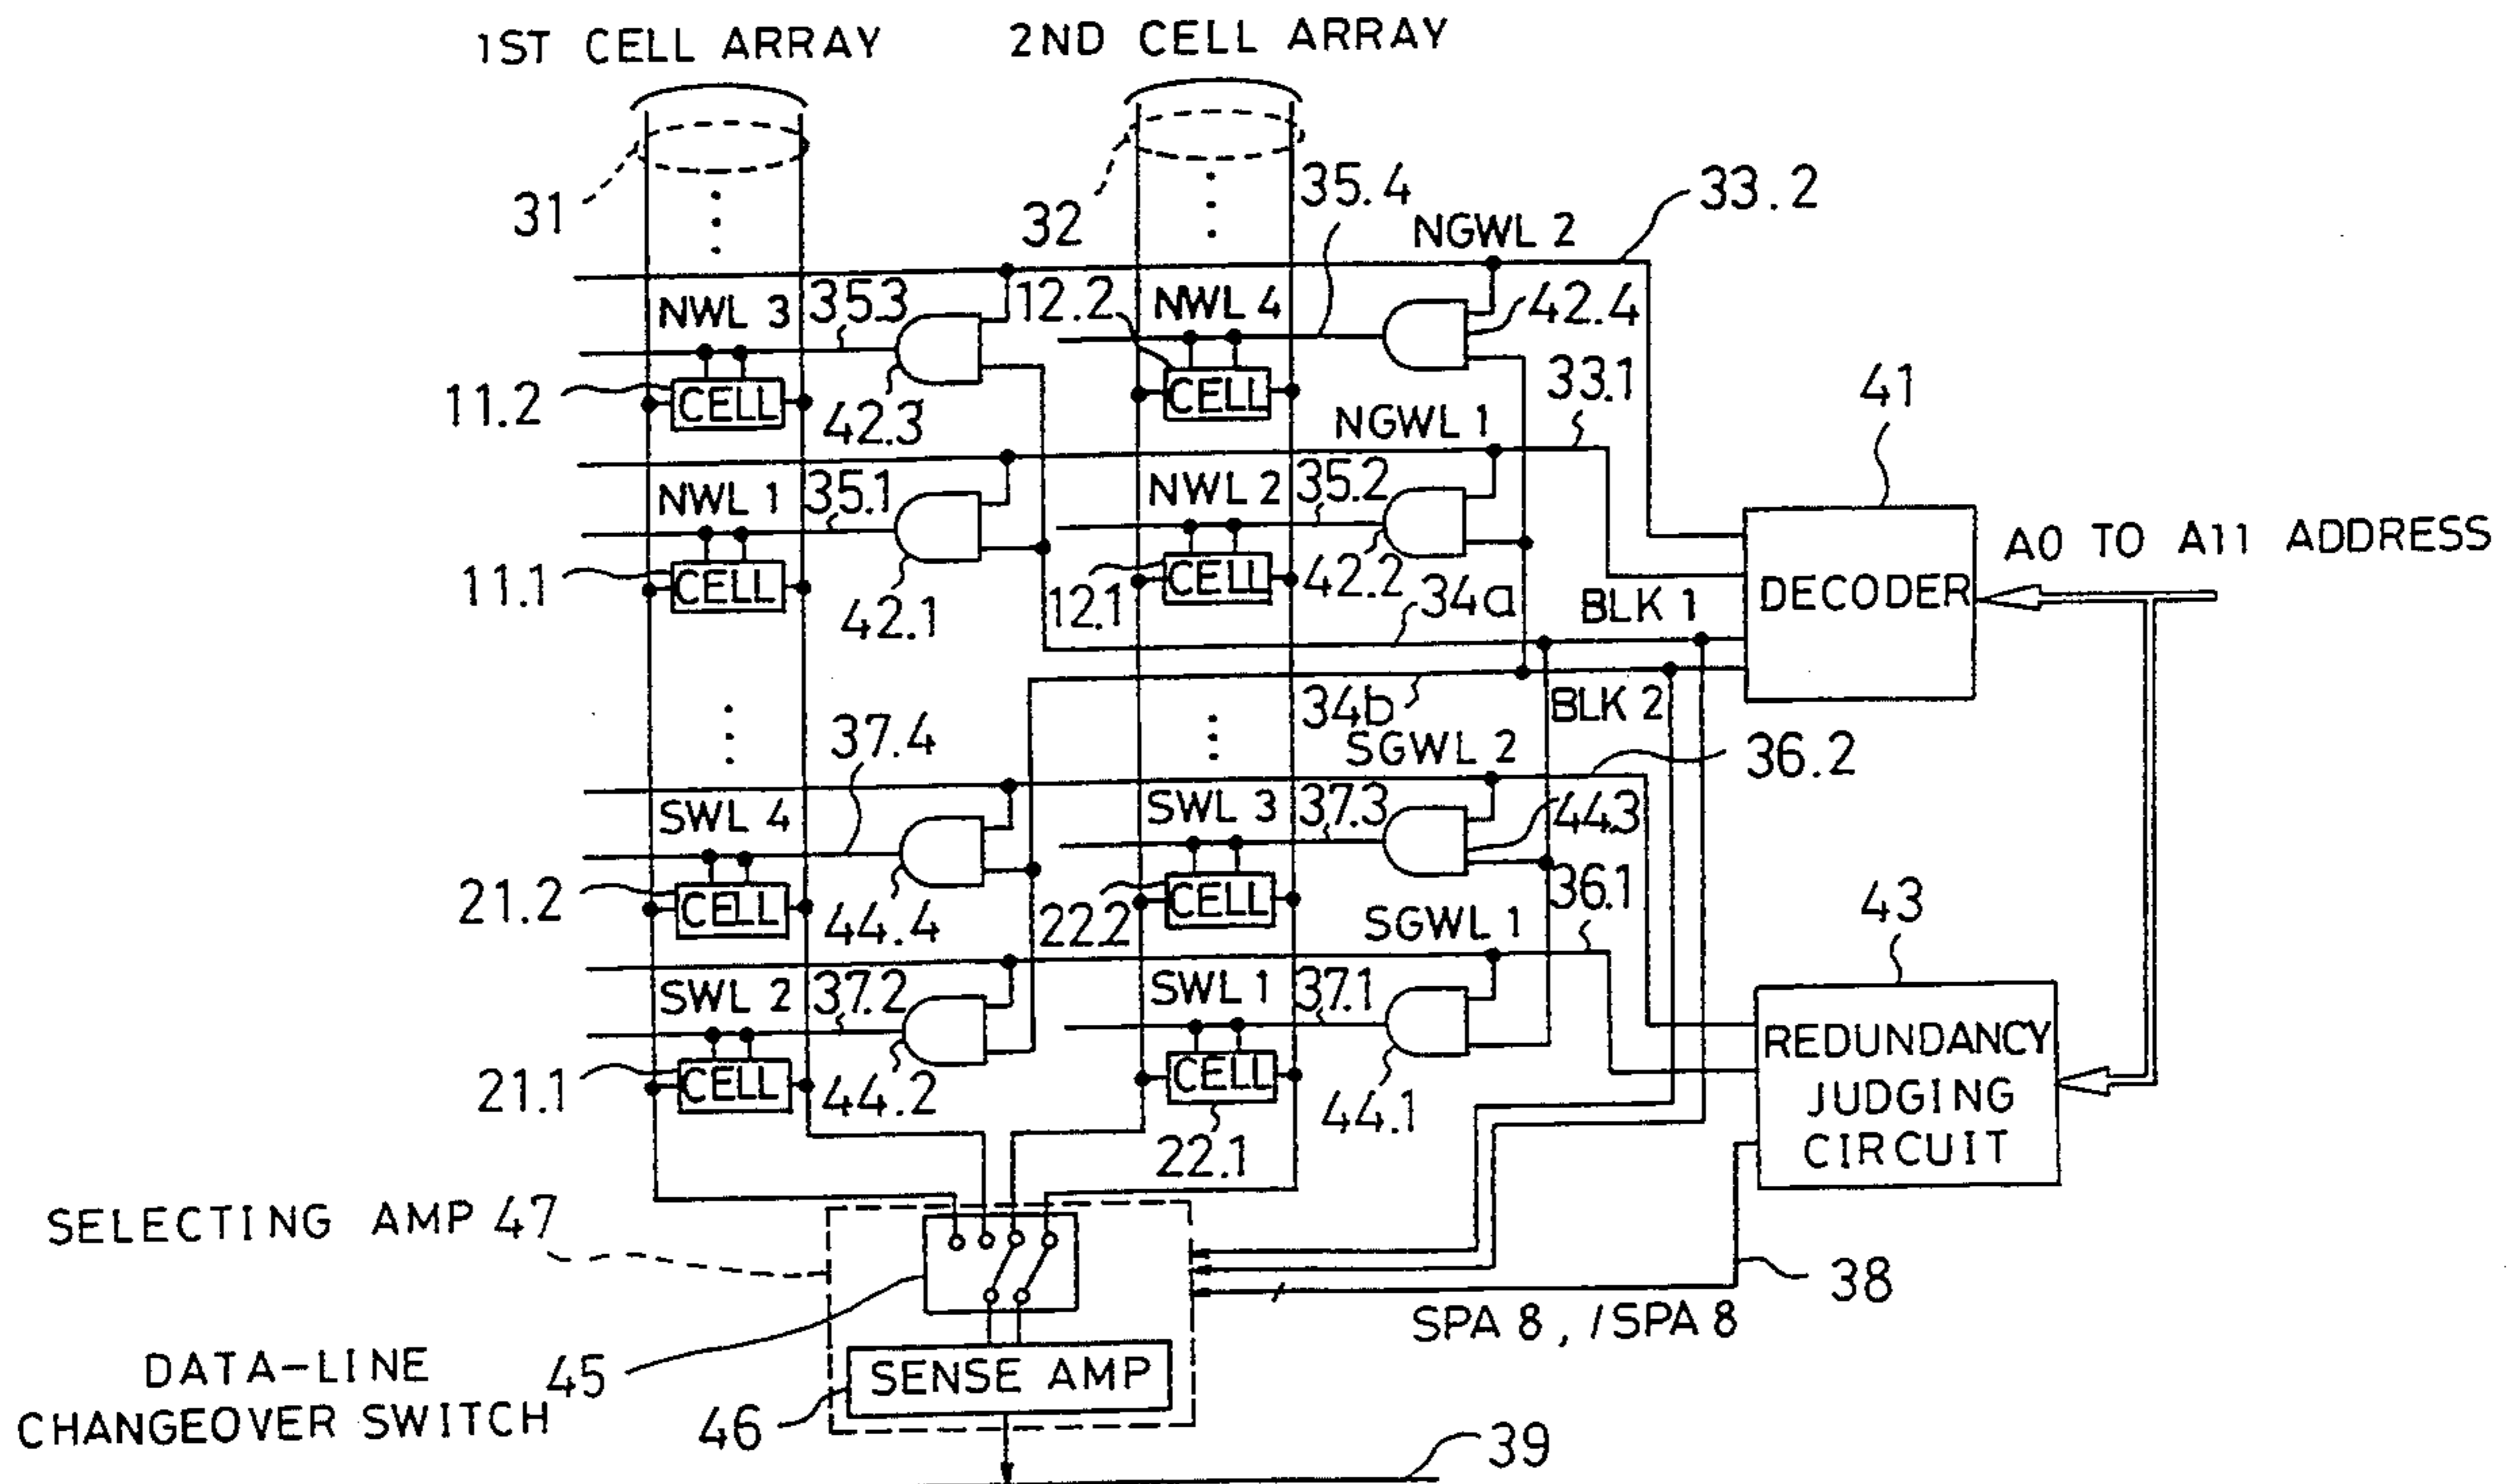 1ST CELL ARRAY
2ND CELL ARRAY
31
32
35.4
33.2
NGWL 2
NWL 3
35.3
12.2
NWL 4
42.4
11.2
CELL
42.3
CELL
33.1
41
NGWL 1
NWL 1
35.1
NWL 2
35.2
A0 TO A11 ADDRESS
DECODER
11.1
CELL
42.1
12.1
CELL
42.2
34a
BLK 1
34b
BLK 2
37.4
SGWL 2
36.2
SWL 4
SWL 3
37.3
44.3
21.2
CELL
44.4
22.2
CELL
36.1
43
SGWL 1
SWL 2
37.2
SWL 1
37.1
REDUNDANCY
JUDGING
CIRCUIT
21.1
CELL
44.2
CELL
44.1
22.1
SELECTING AMP 47
38
SPA 8, /SPA 8
DATA-LINE
CHANGEOVER SWITCH
45
SENSE AMP
46
39